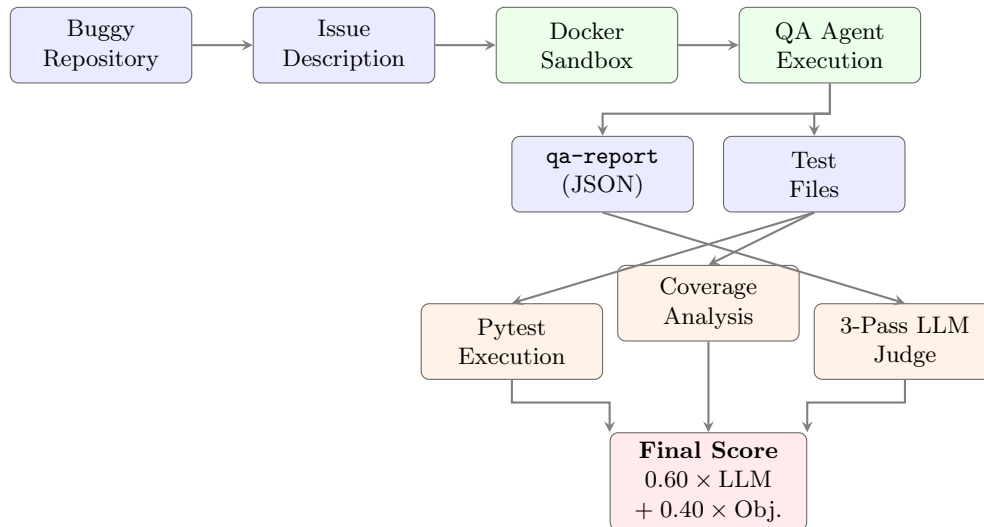 Buggy
Repository
Issue
Description
Docker
Sandbox
QA Agent
Execution
qa-report
(JSON)
Test
Files
Coverage
Analysis
Pytest
Execution
3-Pass LLM
Judge
Final Score
0.60 × LLM
+ 0.40 × Obj.